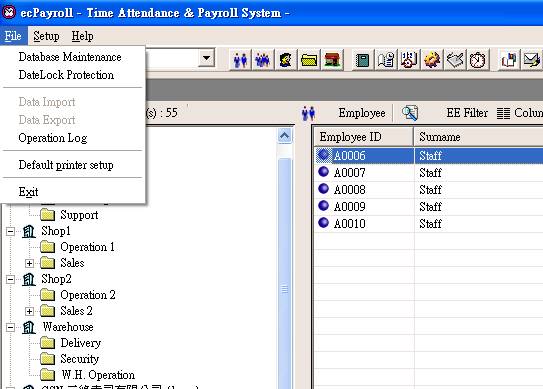 ecPayroll - Time Attendance & Payroll System -
File Setup Help
Database Maintenance
DateLock Protection
Data Import
Data Export
Operation Log
Default printer setup
Exit
(s) : 55
Employee EE Filter Colum
Employee ID Surname
A0006 Staff
A0007 Staff
A0008 Staff
A0009 Staff
A0010 Staff
Support
Shop1
Operation 1
Sales
Shop2
Operation 2
Sales 2
Warehouse
Delivery
Security
W.H. Operation